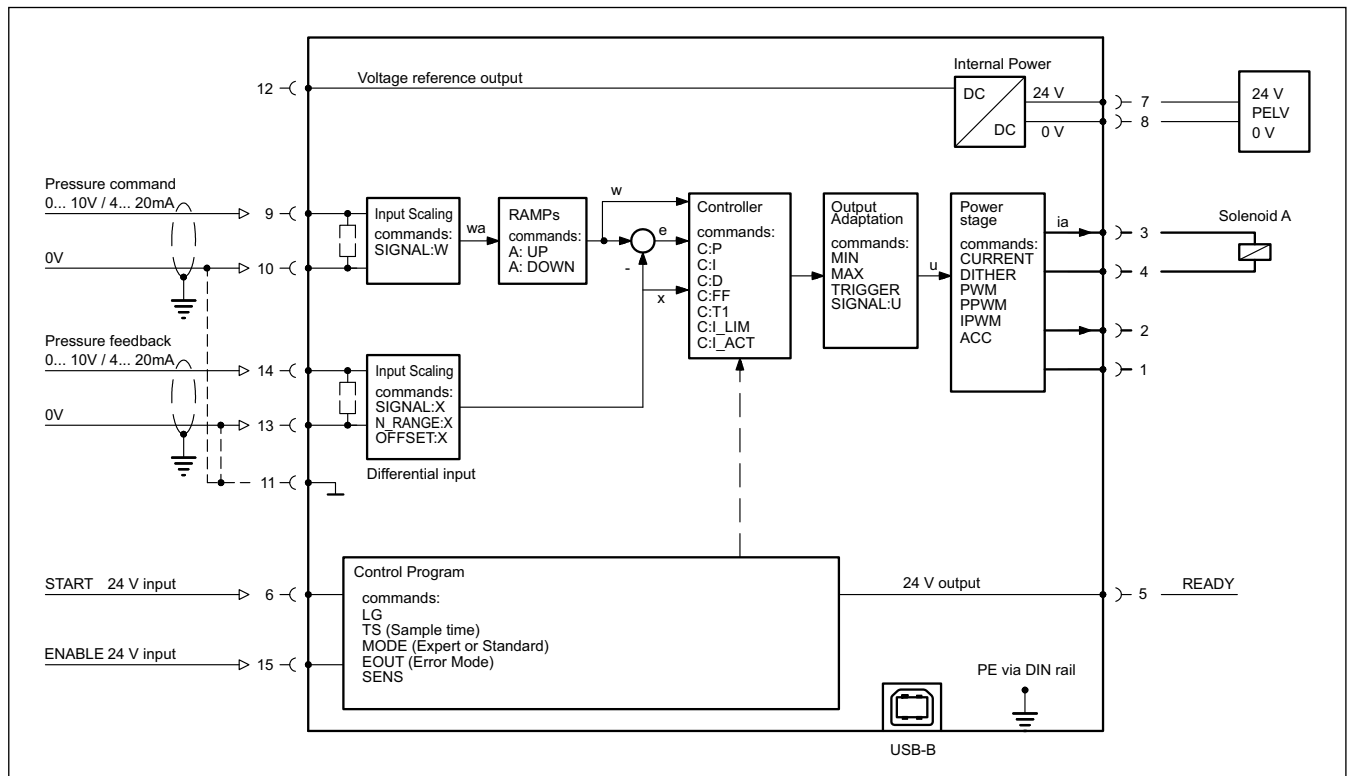 Internal Power
12
Voltage reference output
DC
DC
24 V
0 V
7
8
24 V
PELV
0 V
Pressure command
0... 10V / 4... 20mA
9
0V
10
Input Scaling
commands:
SIGNAL:W
wa
RAMPs
commands:
A: UP
A: DOWN
w
e
-
x
Controller
commands:
C:P
C:I
C:D
C:FF
C:T1
C:I_LIM
C:I_ACT
Output
Adaptation
commands:
MIN
MAX
TRIGGER
SIGNAL:U
u
Power
stage
commands:
CURRENT
DITHER
PWM
PPWM
IPWM
ACC
ia
3
4
2
1
Solenoid A
Pressure feedback
0... 10V / 4... 20mA
14
0V
13
11
Input Scaling
commands:
SIGNAL:X
N_RANGE:X
OFFSET:X
Differential input
START 24 V input
6
ENABLE 24 V input
15
Control Program
commands:
LG
TS (Sample time)
MODE (Expert or Standard)
EOUT (Error Mode)
SENS
24 V output
5
READY
PE via DIN rail
USB-B